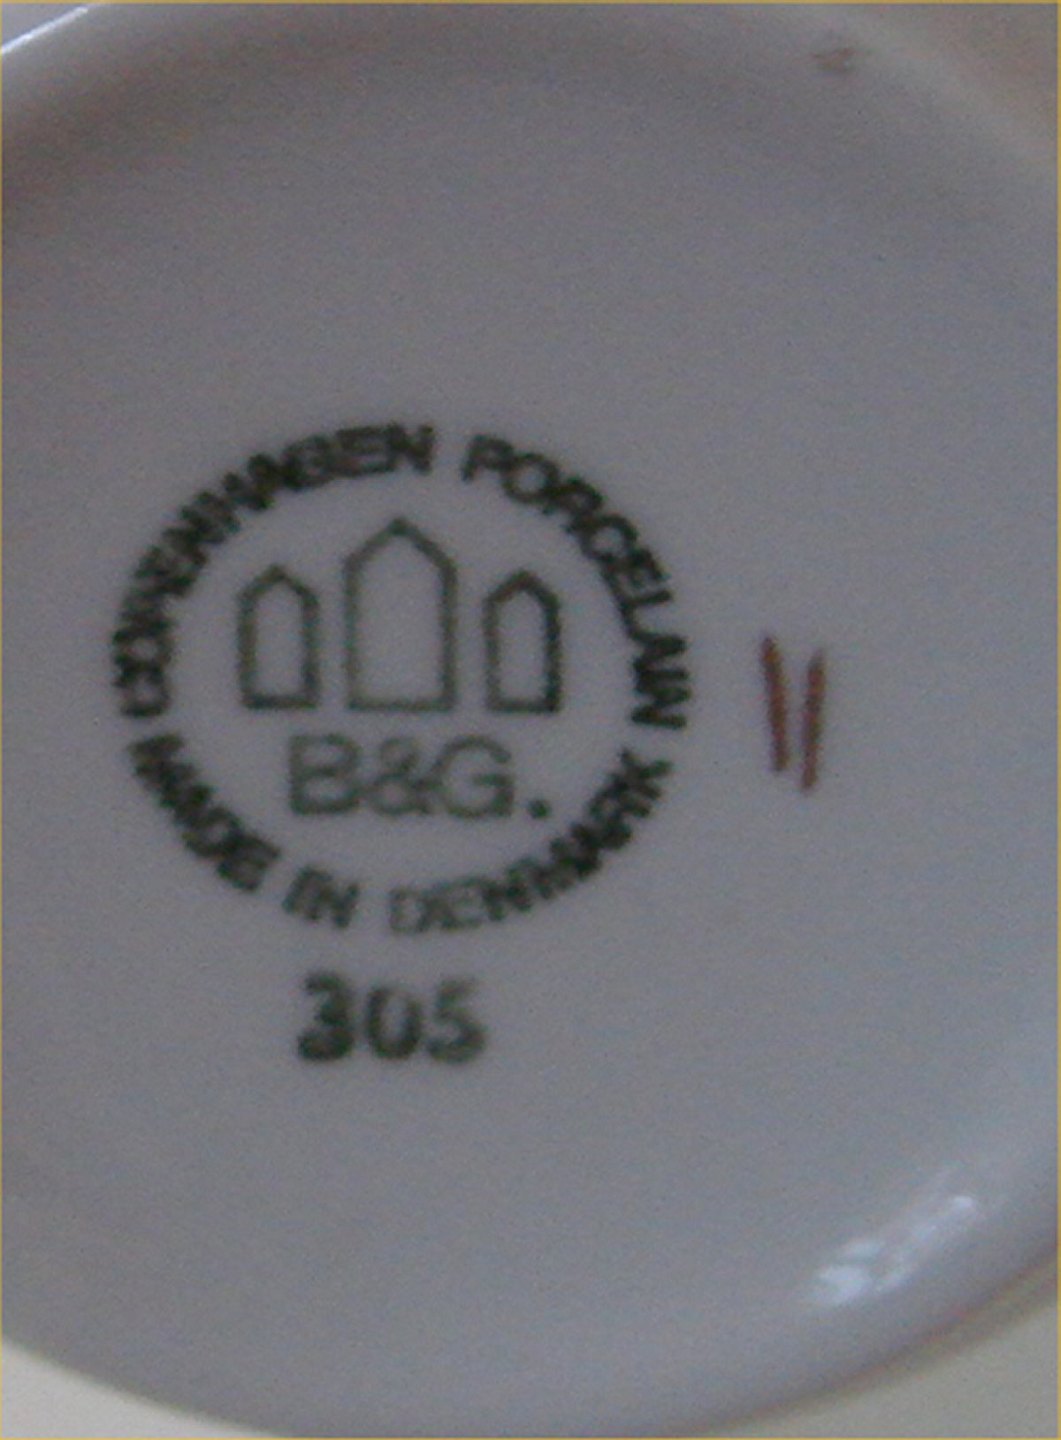 COPENHAGEN PORCELAIN
B&G.
MADE IN DENMARK
305